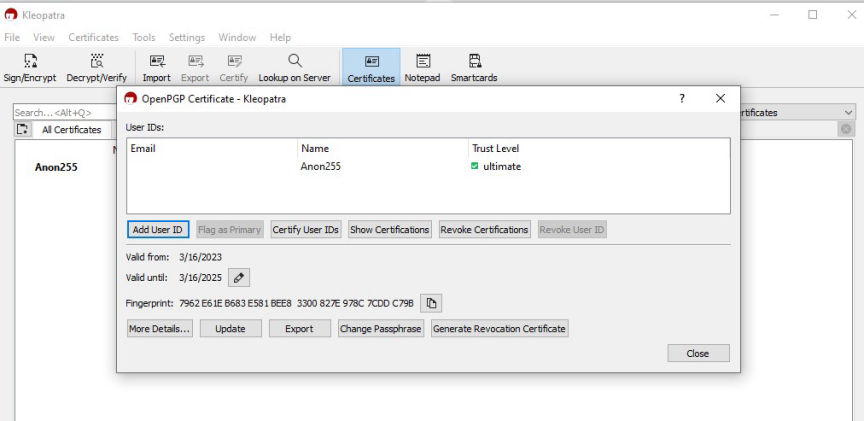 Kleopatra
File View Certificates Tools Settings Window Help
Sign/Encrypt Decrypt/Verify Import Export Certify Lookup on Server Certificates Notepad Smartcards
OpenPGP Certificate - Kleopatra
Search... <Alt+Q>
All Certificates
Anon255
User IDs:
Email Name Trust Level
Anon255 ultimate
Add User ID Flag as Primary Certify User IDs Show Certifications Revoke Certifications Revoke User ID
Valid from: 3/16/2023
Valid until: 3/16/2025
Fingerprint: 7962 E61E B683 E581 BEE8 3300 827E 978C 7CDD C79B
More Details... Update Export Change Passphrase Generate Revocation Certificate
Close